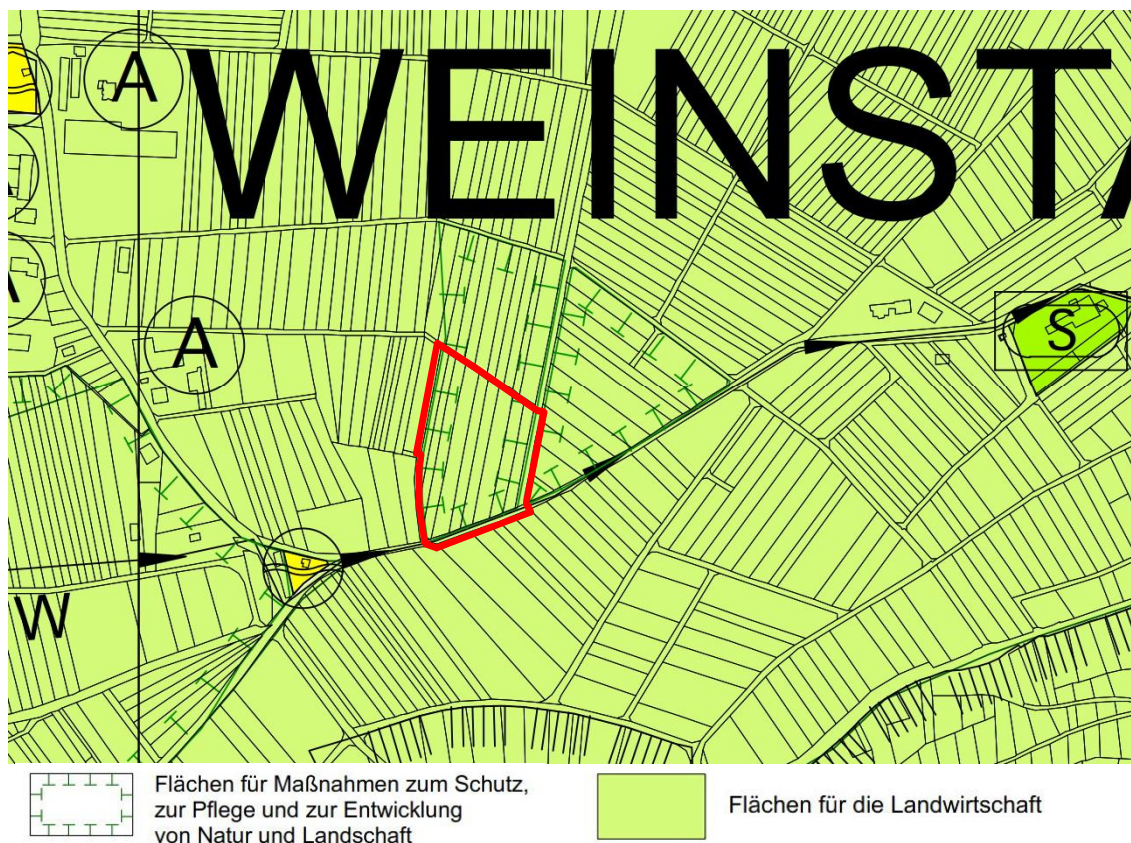 A
WEINSTA
A
S
W
Flächen für Maßnahmen zum Schutz,
zur Pflege und zur Entwicklung
von Natur und Landschaft
Flächen für die Landwirtschaft